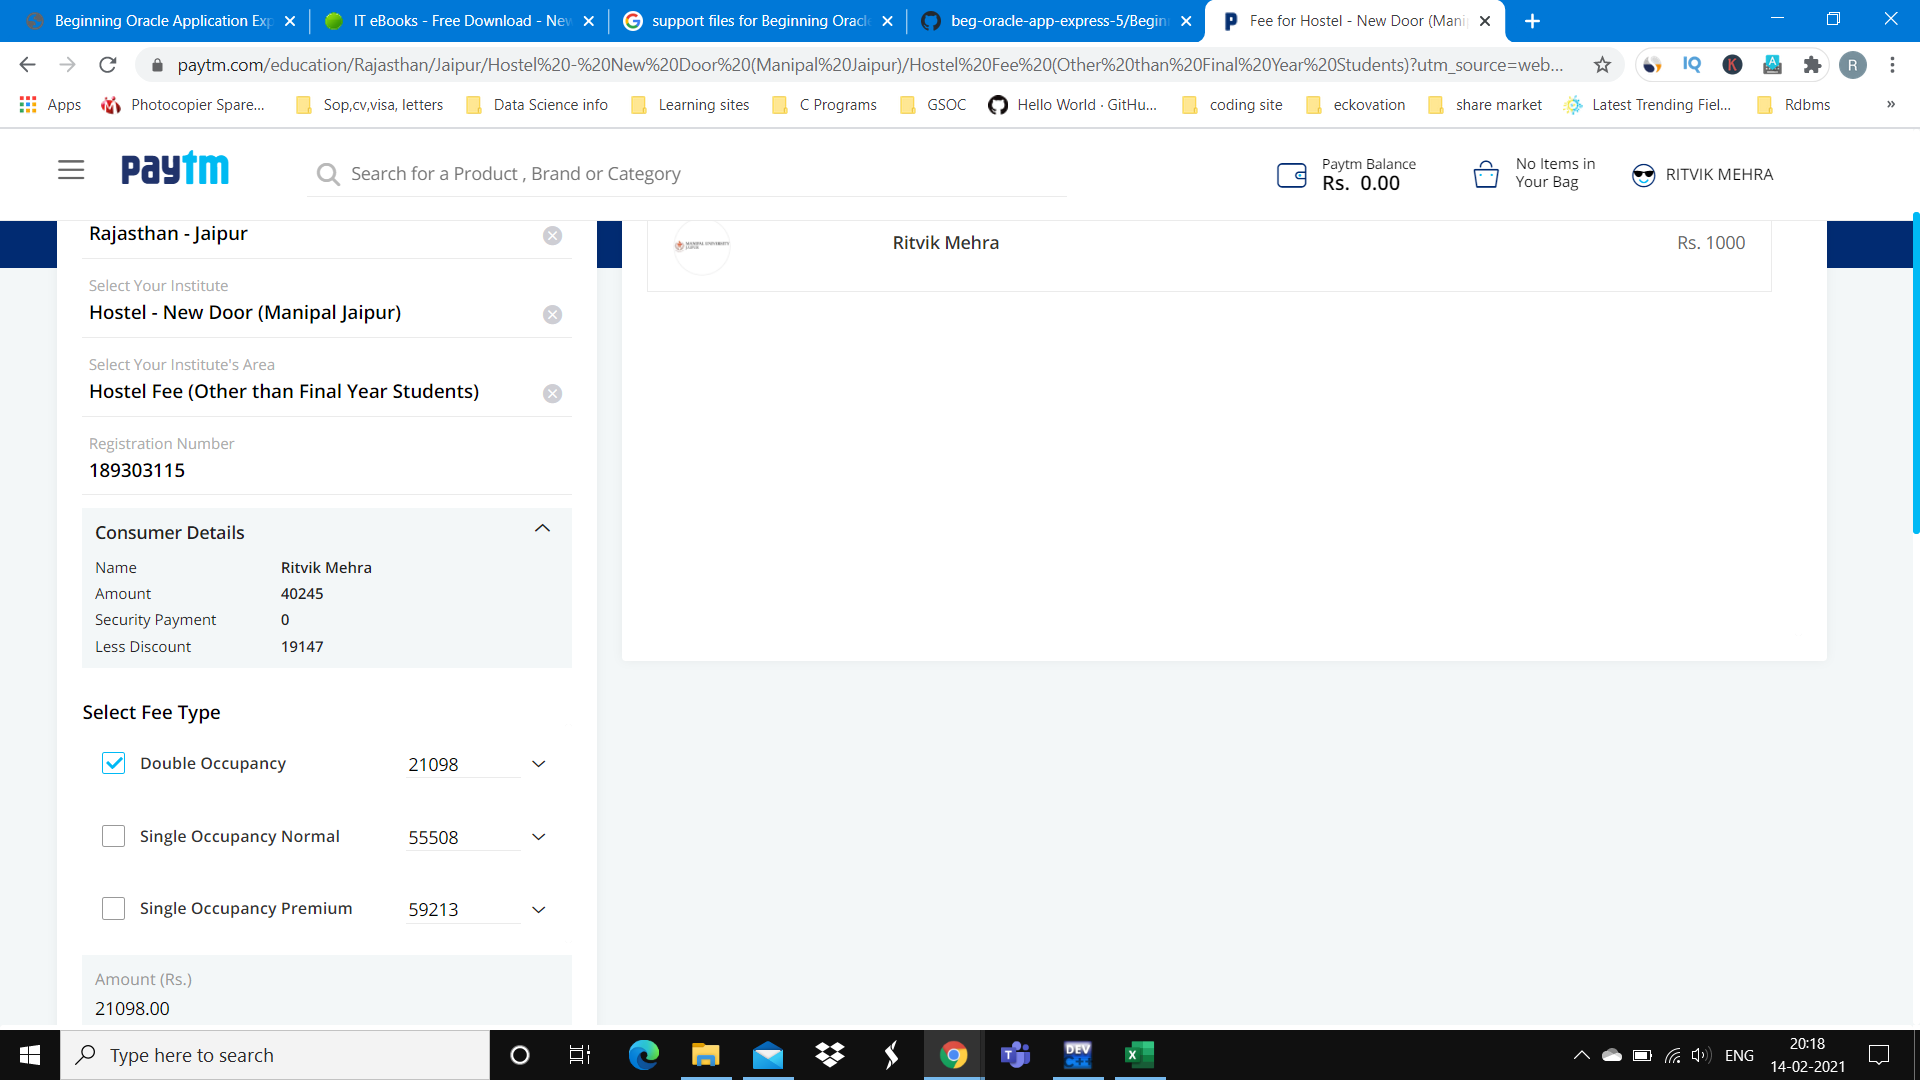 Beginning Oracle Application Exp
IT eBooks - Free Download - New
support files for Beginning Oracle
beg-oracle-app-express-5/Beginn
Fee for Hostel - New Door (Manip
paytm.com/education/Rajasthan/Jaipur/Hostel%20-%20New%20Door%20(Manipal%20Jaipur)/Hostel%20Fee%20(Other%20than%20Final%20Year%20Students)?utm_source=web...
IQ
K
A
R
Apps
Photocopier Spare...
Sop,cv,visa, letters
Data Science info
Learning sites
C Programs
GSOC
Hello World · GitHu...
coding site
eckovation
share market
Latest Trending Fiel...
Rdbms
»
paytm
Search for a Product , Brand or Category
Paytm Balance
Rs. 0.00
No Items in
Your Bag
RITVIK MEHRA
Rajasthan - Jaipur
Select Your Institute
Hostel - New Door (Manipal Jaipur)
Select Your Institute's Area
Hostel Fee (Other than Final Year Students)
Registration Number
189303115
Consumer Details
Name Ritvik Mehra
Amount 40245
Security Payment 0
Less Discount 19147
Select Fee Type
Double Occupancy 21098
Single Occupancy Normal 55508
Single Occupancy Premium 59213
Amount (Rs.)
21098.00
MANIPAL UNIVERSITY
JAIPUR
Ritvik Mehra
Rs. 1000
Type here to search
DEV
C++
ENG
20:18
14-02-2021